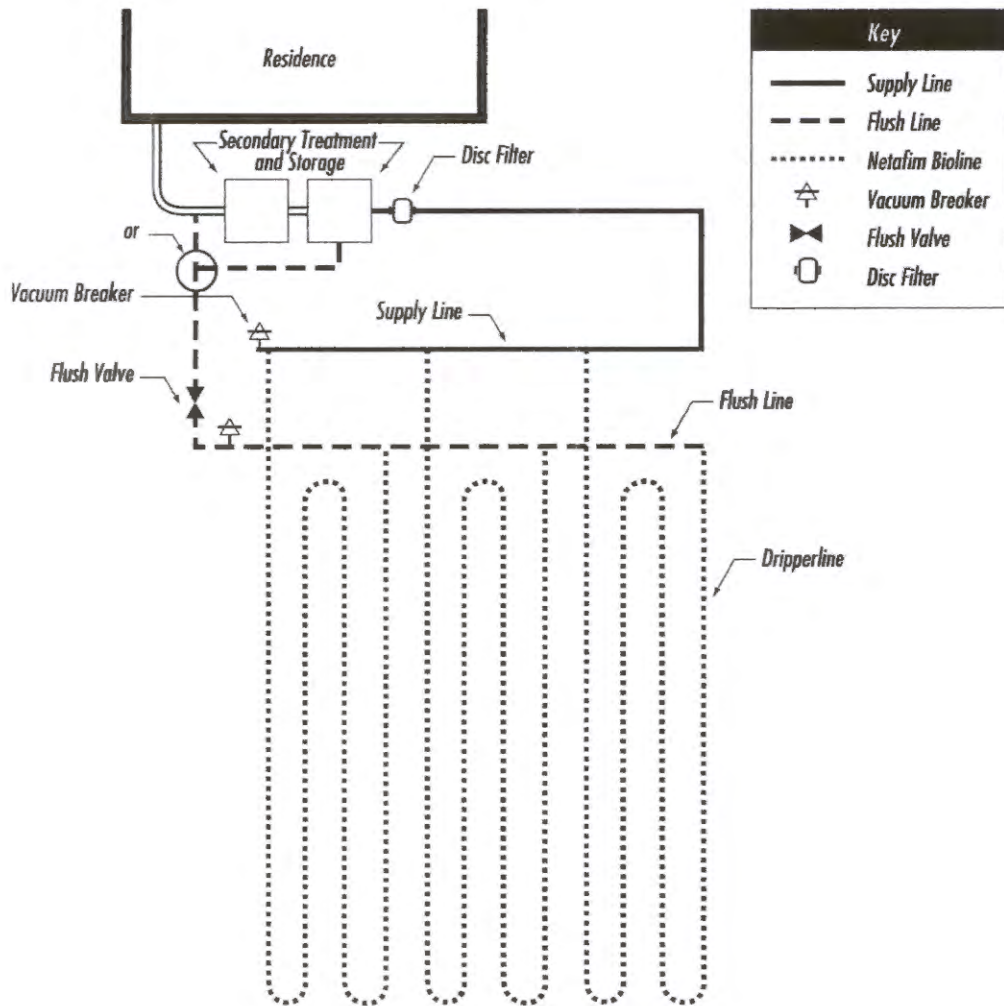 Residence
Secondary Treatment
and Storage
Disc Filter
or
Vacuum Breaker
Supply Line
Flush Valve
Flush Line
Dripperline
Key
Supply Line
Flush Line
Netafim Bioline
Vacuum Breaker
Flush Valve
Disc Filter